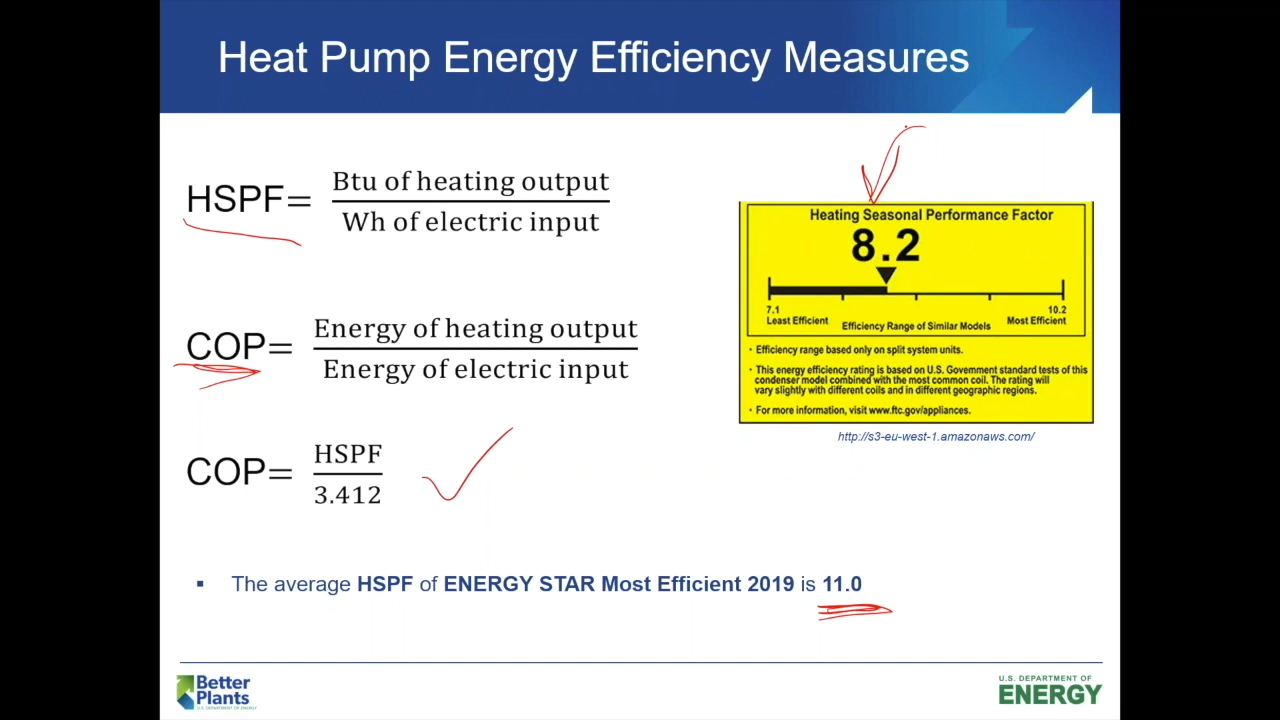 Heat Pump Energy Efficiency Measures
HSPF= Btu of heating output
Wh of electric input
COP= Energy of heating output
Energy of electric input
COP= HSPF
3.412
Heating Seasonal Performance Factor
8.2
7.1 10.2
Least Efficient Efficiency Range of Similar Models Most Efficient
• Efficiency range based only on split system units.
• This energy efficiency rating is based on U.S. Government standard tests of this
condenser model combined with the most common coil. The rating will
vary slightly with different coils and in different geographic regions.
• For more information, visit www.ftc.gov/appliances.
http://s3-eu-west-1.amazonaws.com/
▪ The average HSPF of ENERGY STAR Most Efficient 2019 is 11.0
Better
Plants
U.S. DEPARTMENT OF ENERGY
U.S. DEPARTMENT OF
ENERGY